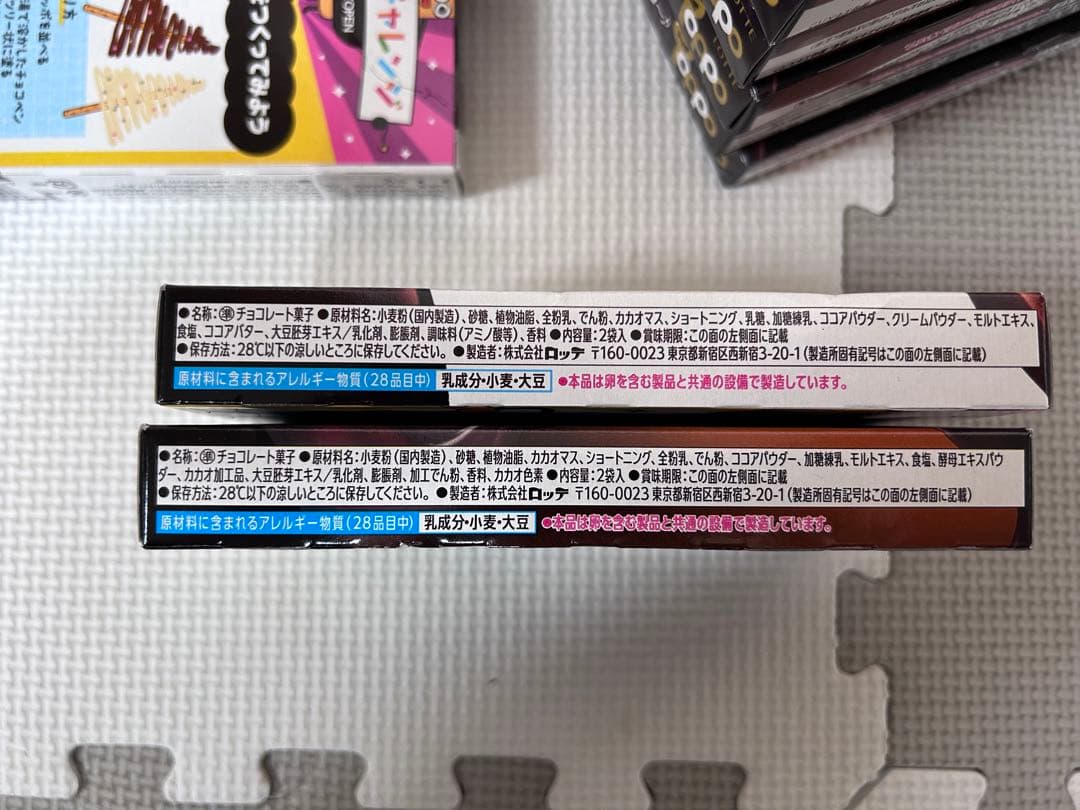 つくってみよう
チャレンジ
OPEN
●名称:準チョコレート菓子 ●原材料名:小麦粉(国内製造)、砂糖、植物油脂、全粉乳、でん粉、カカオマス、ショートニング、乳糖、加糖練乳、ココアパウダー、クリームパウダー、モルトエキス、
食塩、ココアバター、大豆胚芽エキス/乳化剤、膨脹剤、調味料(アミノ酸等)、香料 ●内容量:2袋入 ●賞味期限:この面の左側面に記載
●保存方法:28℃以下の涼しいところに保存してください。 ●製造者:株式会社ロッテ 〒160-0023 東京都新宿区西新宿3-20-1(製造所固有記号はこの面の左側面に記載)
原材料に含まれるアレルギー物質(28品目中) 乳成分・小麦・大豆 ●本品は卵を含む製品と共通の設備で製造しています。
●名称:準チョコレート菓子 ●原材料名:小麦粉(国内製造)、砂糖、植物油脂、カカオマス、ショートニング、全粉乳、でん粉、ココアパウダー、加糖練乳、モルトエキス、食塩、酵母エキスパウ
ダー、カカオ加工品、大豆胚芽エキス/乳化剤、膨脹剤、加工でん粉、香料、カカオ色素 ●内容量:2袋入 ●賞味期限:この面の左側面に記載
●保存方法:28℃以下の涼しいところに保存してください。 ●製造者:株式会社ロッテ 〒160-0023 東京都新宿区西新宿3-20-1(製造所固有記号はこの面の左側面に記載)
原材料に含まれるアレルギー物質(28品目中) 乳成分・小麦・大豆 ●本品は卵を含む製品と共通の設備で製造しています。